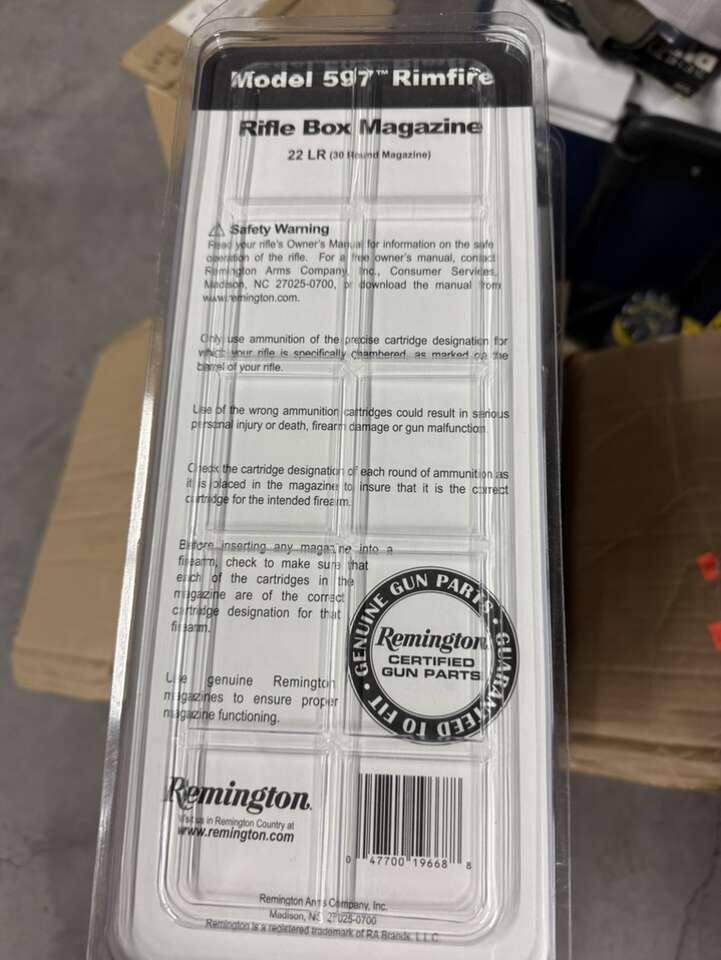 Model 597™ Rimfire
Rifle Box Magazine
22 LR (30 Round Magazine)
Safety Warning
Read your rifle's Owner's Manual for information on the safe
operation of the rifle. For a free owner's manual, contact
Remington Arms Company, Inc., Consumer Services,
Madison, NC 27025-0700, or download the manual from
www.remington.com.
Only use ammunition of the precise cartridge designation for
which your rifle is specifically chambered, as marked on the
barrel of your rifle.
Use of the wrong ammunition cartridges could result in serious
personal injury or death, firearm damage or gun malfunction.
Check the cartridge designation of each round of ammunition as
it is placed in the magazine to insure that it is the correct
cartridge for the intended firearm.
Before inserting any magazine into a
firearm, check to make sure that
each of the cartridges in the
magazine are of the correct
cartridge designation for that
firearm.
Use genuine Remington
magazines to ensure proper
magazine functioning.
GENUINE GUN PARTS • GUARANTEED TO FIT •
Remington
CERTIFIED
GUN PARTS
Remington.
Visit us in Remington Country at
www.remington.com
0 47700 19668 8
Remington Arms Company, Inc.
Madison, NC 27025-0700
Remington is a registered trademark of RA Brands, L.L.C.